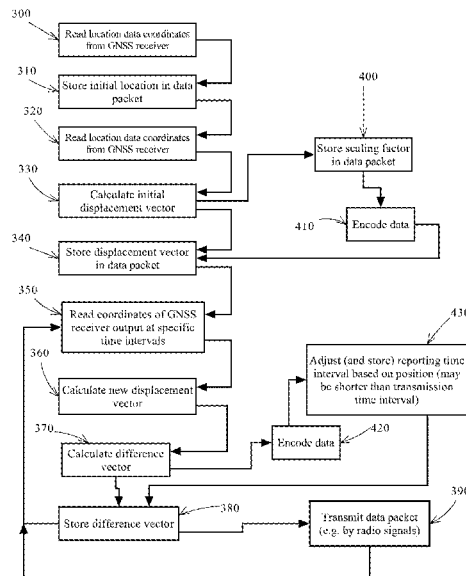 300
Read location data coordinates
from GNSS receiver
310
Store initial location in data
packet
320
Read location data coordinates
from GNSS receiver
330
Calculate initial
displacement vector
400
Store scaling factor
in data packet
410
Encode data
340
Store displacement vector
in data packet
350
Read coordinates of GNSS
receiver output at specific
time intervals
360
Calculate new displacement
vector
430
Adjust (and store) reporting time
interval based on position (may
be shorter than transmission
time interval)
370
Calculate difference
vector
Encode data
420
380
Store difference vector
390
Transmit data packet
(e.g. by radio signals)